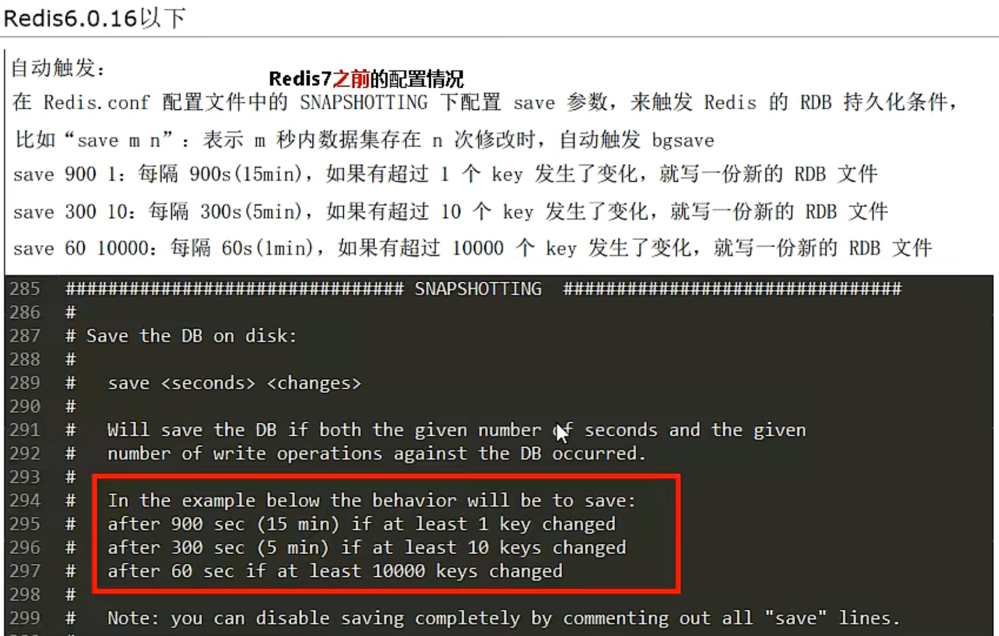 Redis6.0.16以下
自动触发：
Redis7之前的配置情况
在 Redis.conf 配置文件中的 SNAPSHOTTING 下配置 save 参数，来触发 Redis 的 RDB 持久化条件，
比如“save m n”：表示 m 秒内数据集存在 n 次修改时，自动触发 bgsave
save 900 1：每隔 900s(15min)，如果有超过 1 个 key 发生了变化，就写一份新的 RDB 文件
save 300 10：每隔 300s(5min)，如果有超过 10 个 key 发生了变化，就写一份新的 RDB 文件
save 60 10000：每隔 60s(1min)，如果有超过 10000 个 key 发生了变化，就写一份新的 RDB 文件
285 ################################ SNAPSHOTTING ################################
286 #
287 # Save the DB on disk:
288 #
289 # save <seconds> <changes>
290 #
291 # Will save the DB if both the given number of seconds and the given
292 # number of write operations against the DB occurred.
293 #
294 # In the example below the behavior will be to save:
295 # after 900 sec (15 min) if at least 1 key changed
296 # after 300 sec (5 min) if at least 10 keys changed
297 # after 60 sec if at least 10000 keys changed
298 #
299 # Note: you can disable saving completely by commenting out all "save" lines.